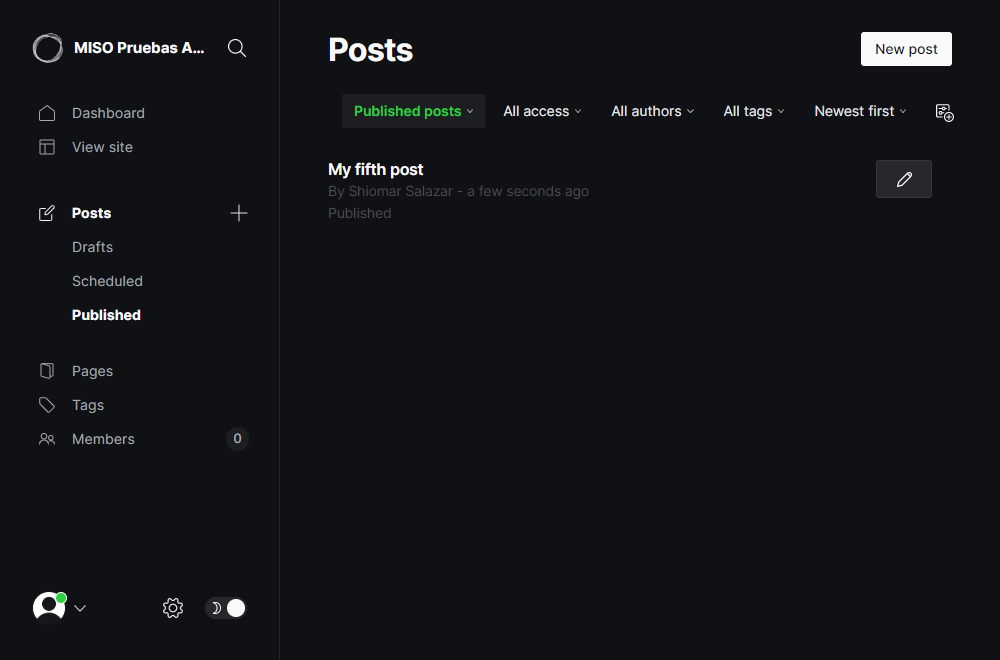 MISO Pruebas A...
Dashboard
View site
Posts
Drafts
Scheduled
Published
Pages
Tags
Members 0
Posts
New post
Published posts All access All authors All tags Newest first
My fifth post
By Shiomar Salazar - a few seconds ago
Published